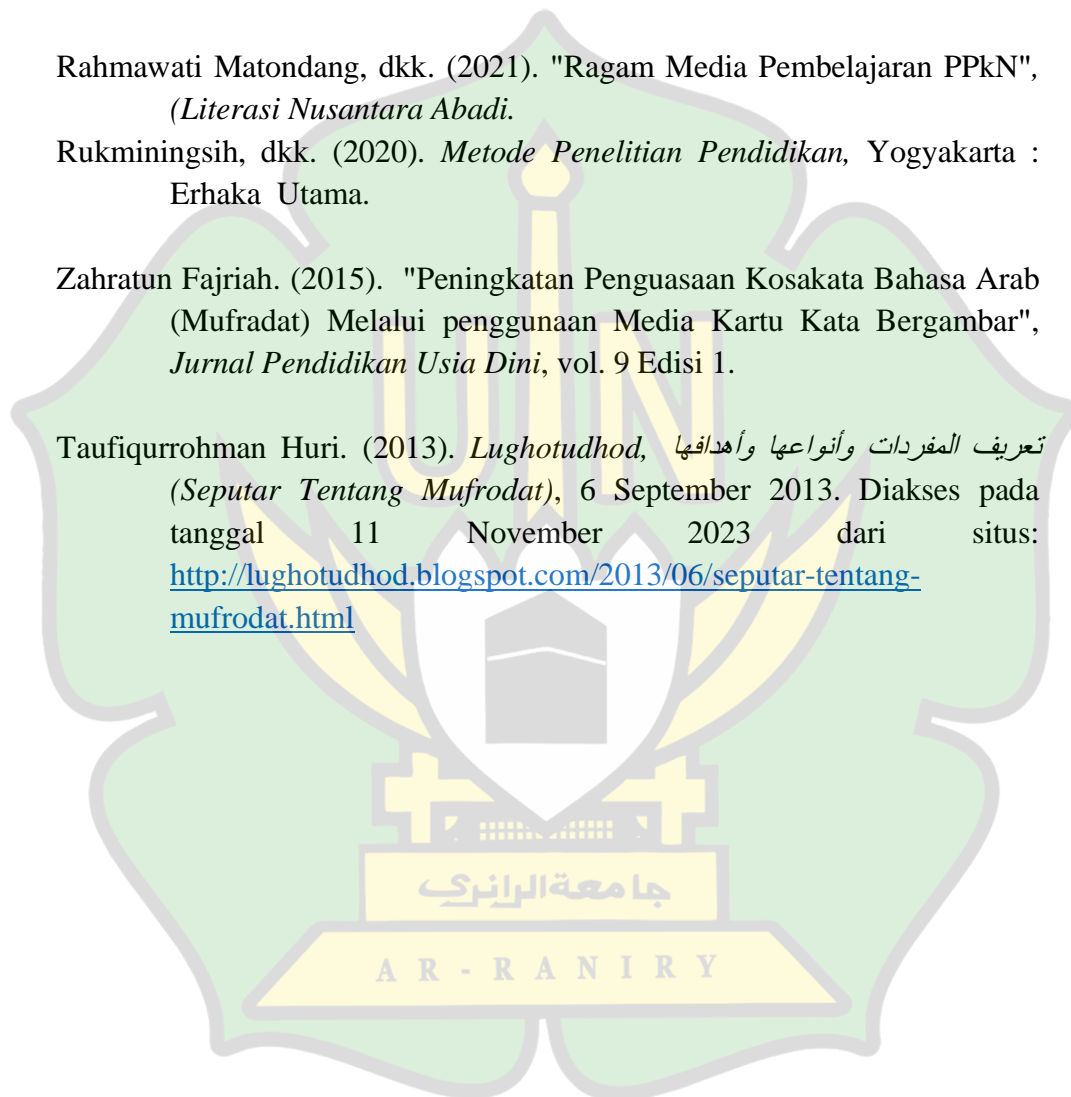 Rahmawati Matondang, dkk. (2021). "Ragam Media Pembelajaran PPkN",
(Literasi Nusantara Abadi.
Rukminingsih, dkk. (2020). Metode Penelitian Pendidikan, Yogyakarta :
Erhaka Utama.
Zahratun Fajriah. (2015). "Peningkatan Penguasaan Kosakata Bahasa Arab
(Mufradat) Melalui penggunaan Media Kartu Kata Bergambar",
Jurnal Pendidikan Usia Dini, vol. 9 Edisi 1.
Taufiqurrohman Huri. (2013). Lughotudhod, تعريف المفردات وأنواعها وأهدافها
(Seputar Tentang Mufrodat), 6 September 2013. Diakses pada
tanggal 11 November 2023 dari situs:
http://lughotudhod.blogspot.com/2013/06/seputar-tentang-
mufrodat.html
UIN
جامعةالرانري
AR-RANIRY